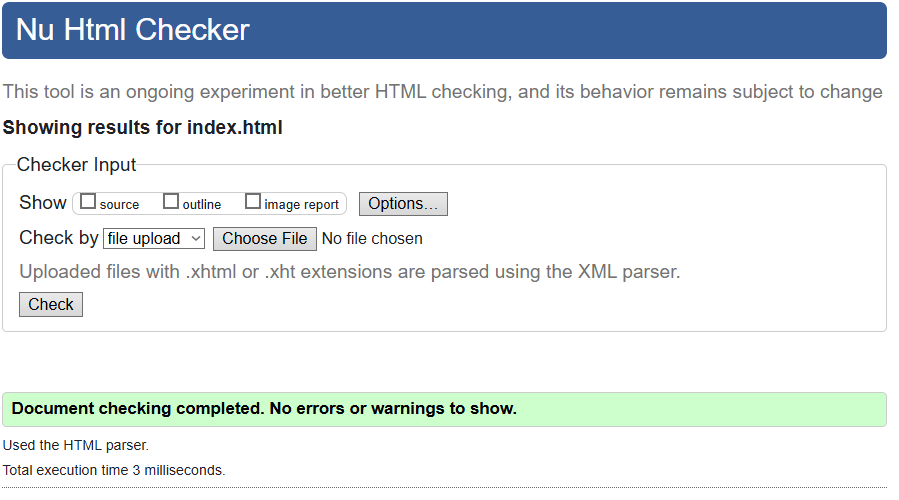 Nu Html Checker
This tool is an ongoing experiment in better HTML checking, and its behavior remains subject to change
Showing results for index.html
Checker Input
Show source outline image report Options...
Check by file upload Choose File No file chosen
Uploaded files with .xhtml or .xht extensions are parsed using the XML parser.
Check
Document checking completed. No errors or warnings to show.
Used the HTML parser.
Total execution time 3 milliseconds.